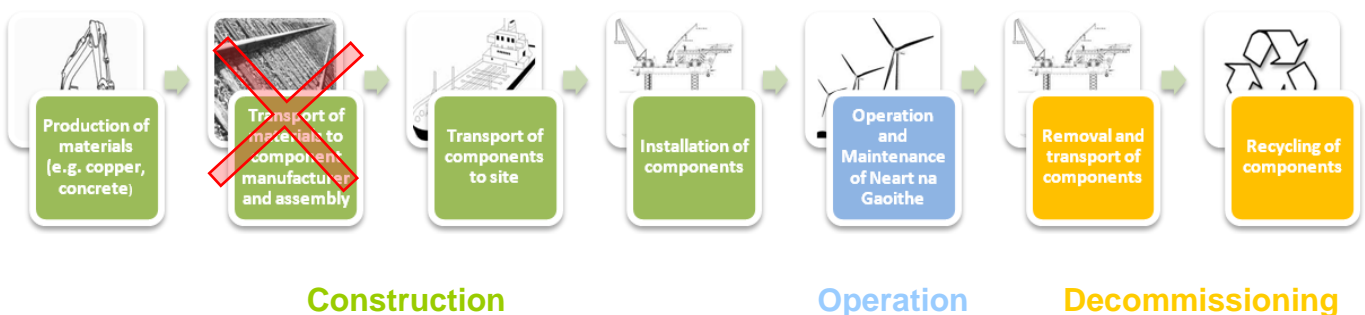 Production of
materials
(e.g. copper,
concrete)
Transport of
materials to
component
manufacturer
and assembly
Transport of
components
to site
Installation of
components
Operation
and
Maintenance
of Neart na
Gaoithe
Removal and
transport of
components
Recycling of
components
Construction
Operation
Decommissioning